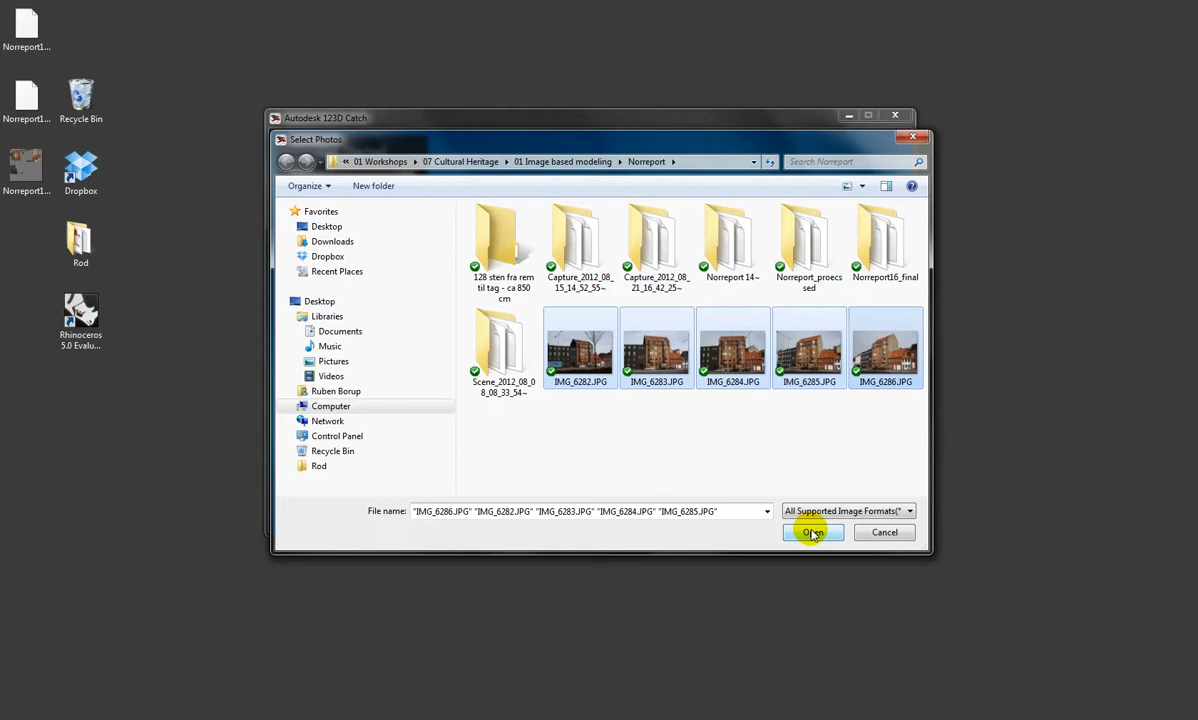 Norreport1...
Norreport1...
Recycle Bin
Norreport1...
Dropbox
Rod
Rhinoceros
5.0 Evalu...
Autodesk 123D Catch
Select Photos
« 01 Workshops ▸ 07 Cultural Heritage ▸ 01 Image based modeling ▸ Norreport ▸
Search Norreport
Organize
New folder
Favorites
Desktop
Downloads
Dropbox
Recent Places
Desktop
Libraries
Documents
Music
Pictures
Videos
Ruben Borup
Computer
Network
Control Panel
Recycle Bin
Rod
128 sten fra rem
til tag - ca 850
cm
Capture_2012_08_
15_14_52_55~
Capture_2012_08_
21_16_42_25~
Norreport 14~
Norreport_proecs
sed
Norreport16_final
Scene_2012_08_0
8_08_33_54~
IMG_6282.JPG
IMG_6283.JPG
IMG_6284.JPG
IMG_6285.JPG
IMG_6286.JPG
File name:
"IMG_6286.JPG" "IMG_6282.JPG" "IMG_6283.JPG" "IMG_6284.JPG" "IMG_6285.JPG"
All Supported Image Formats(*
Open
Cancel